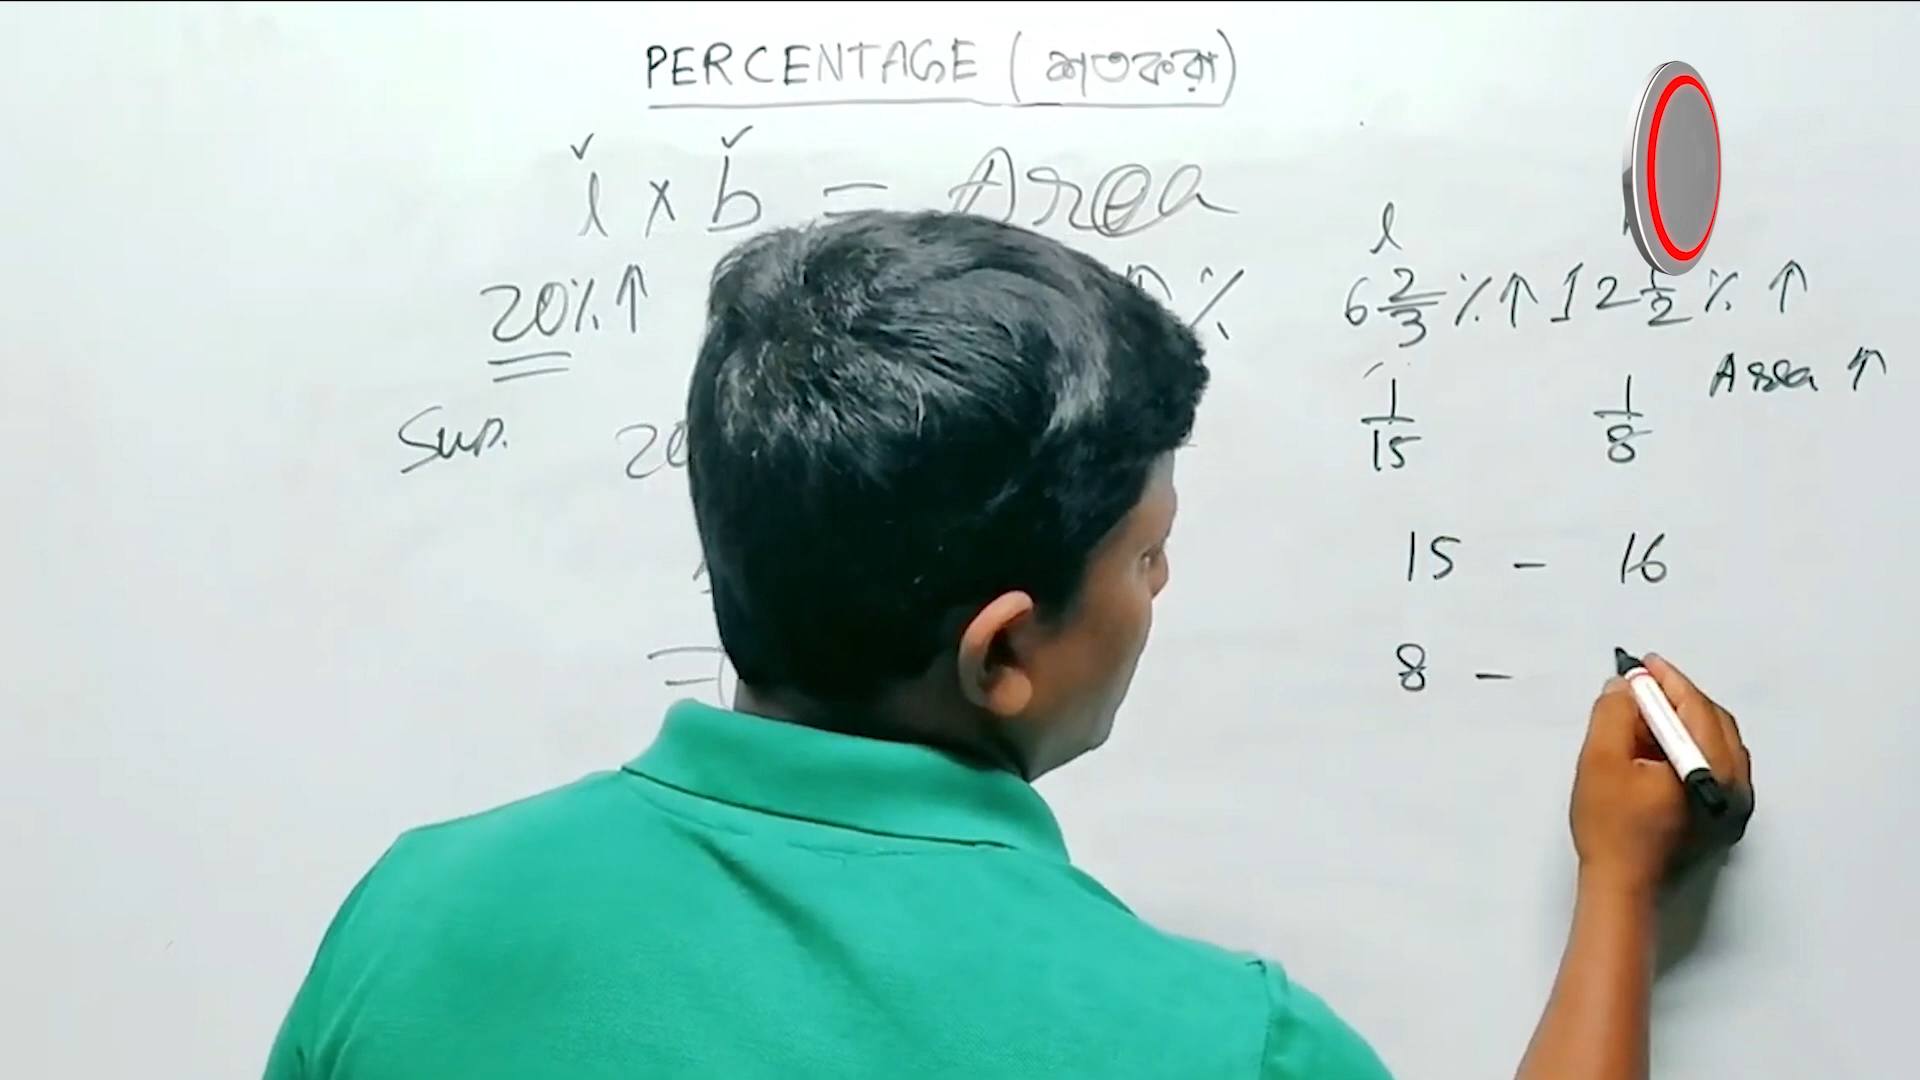 PERCENTAGE (শতকরা)
l x b = Area
20%↑ ↑%
Sup. 20
=(
l
6 2/3 %↑ 12 1/2 % ↑
Area ↑
1/15 1/8
15 - 16
8 -